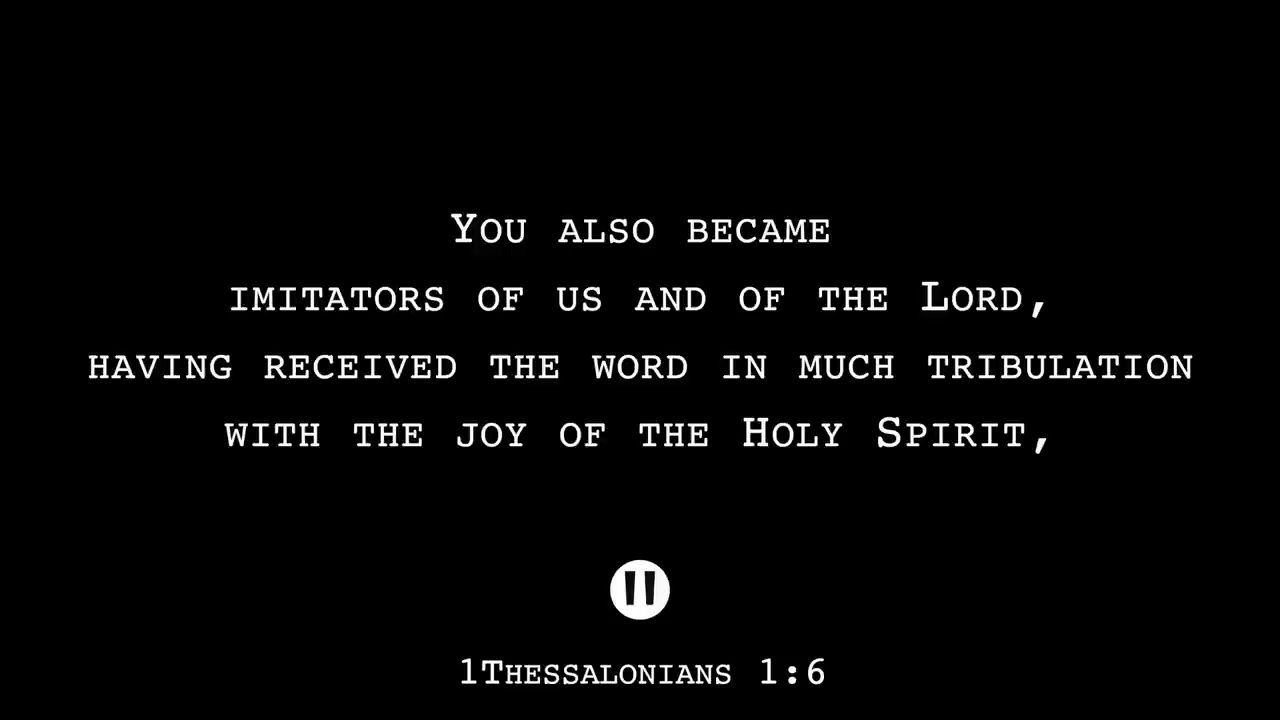 You also became
imitators of us and of the Lord,
having received the word in much tribulation
with the joy of the Holy Spirit,
"
1Thessalonians 1:6